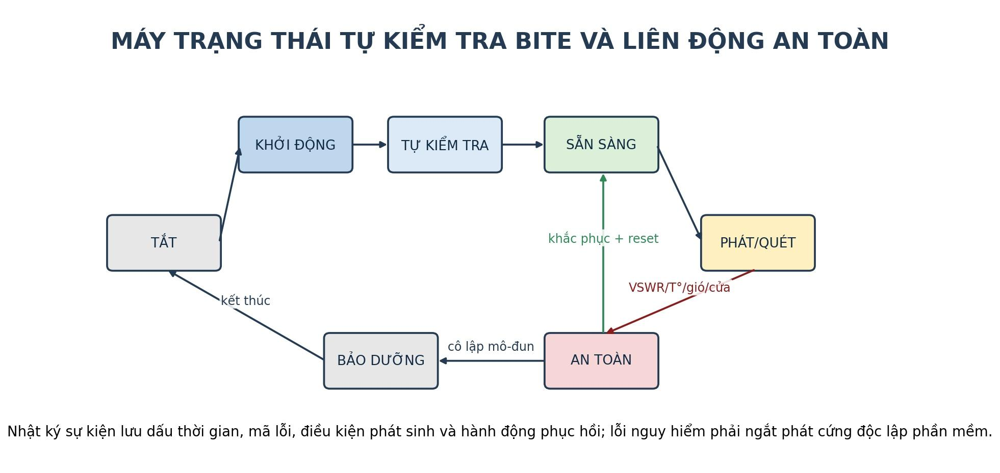 MÁY TRẠNG THÁI TỰ KIỂM TRA BITE VÀ LIÊN ĐỘNG AN TOÀN
KHỞI ĐỘNG
TỰ KIỂM TRA
SẴN SÀNG
TẮT
khắc phục + reset
PHÁT/QUÉT
VSWR/T°/gió/cửa
kết thúc
cô lập mô-đun
BẢO DƯỠNG
AN TOÀN
Nhật ký sự kiện lưu dấu thời gian, mã lỗi, điều kiện phát sinh và hành động phục hồi; lỗi nguy hiểm phải ngắt phát cứng độc lập phần mềm.